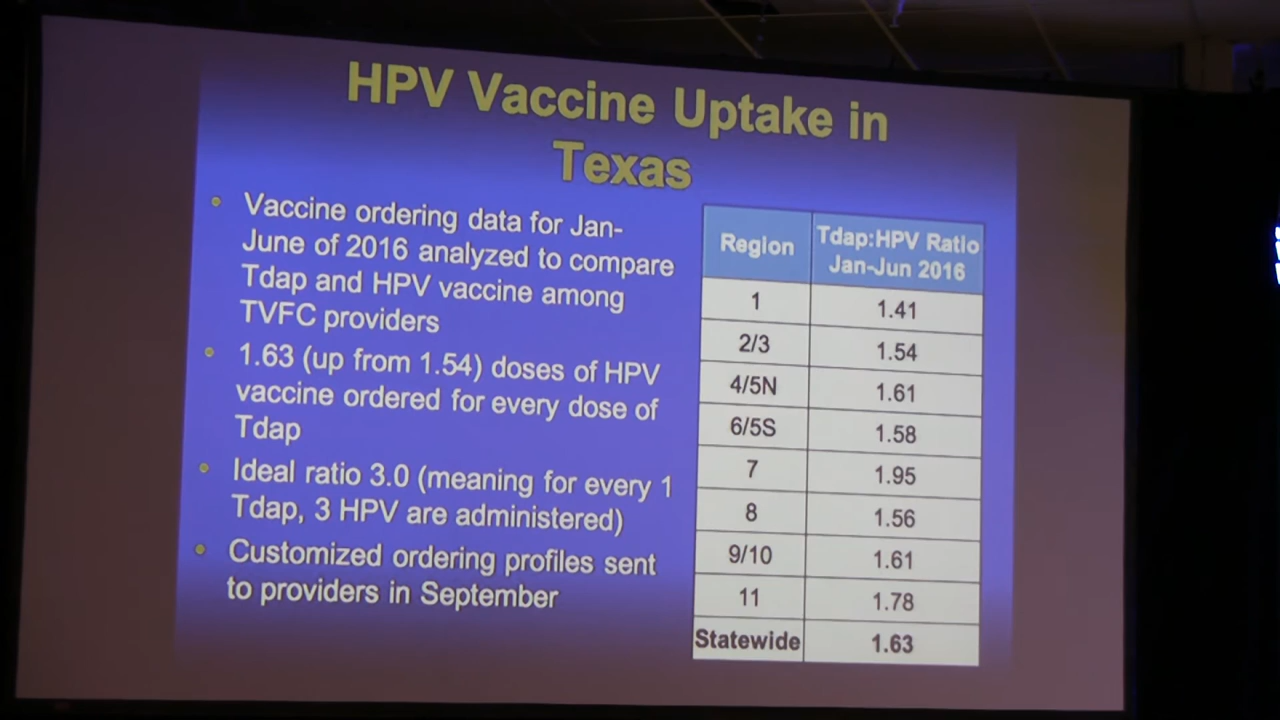 HPV Vaccine Uptake in
Texas
• Vaccine ordering data for Jan-
June of 2016 analyzed to compare
Tdap and HPV vaccine among
TVFC providers
• 1.63 (up from 1.54) doses of HPV
vaccine ordered for every dose of
Tdap
• Ideal ratio 3.0 (meaning for every 1
Tdap, 3 HPV are administered)
• Customized ordering profiles sent
to providers in September
Region Tdap:HPV Ratio Jan-Jun 2016
1 1.41
2/3 1.54
4/5N 1.61
6/5S 1.58
7 1.95
8 1.56
9/10 1.61
11 1.78
Statewide 1.63